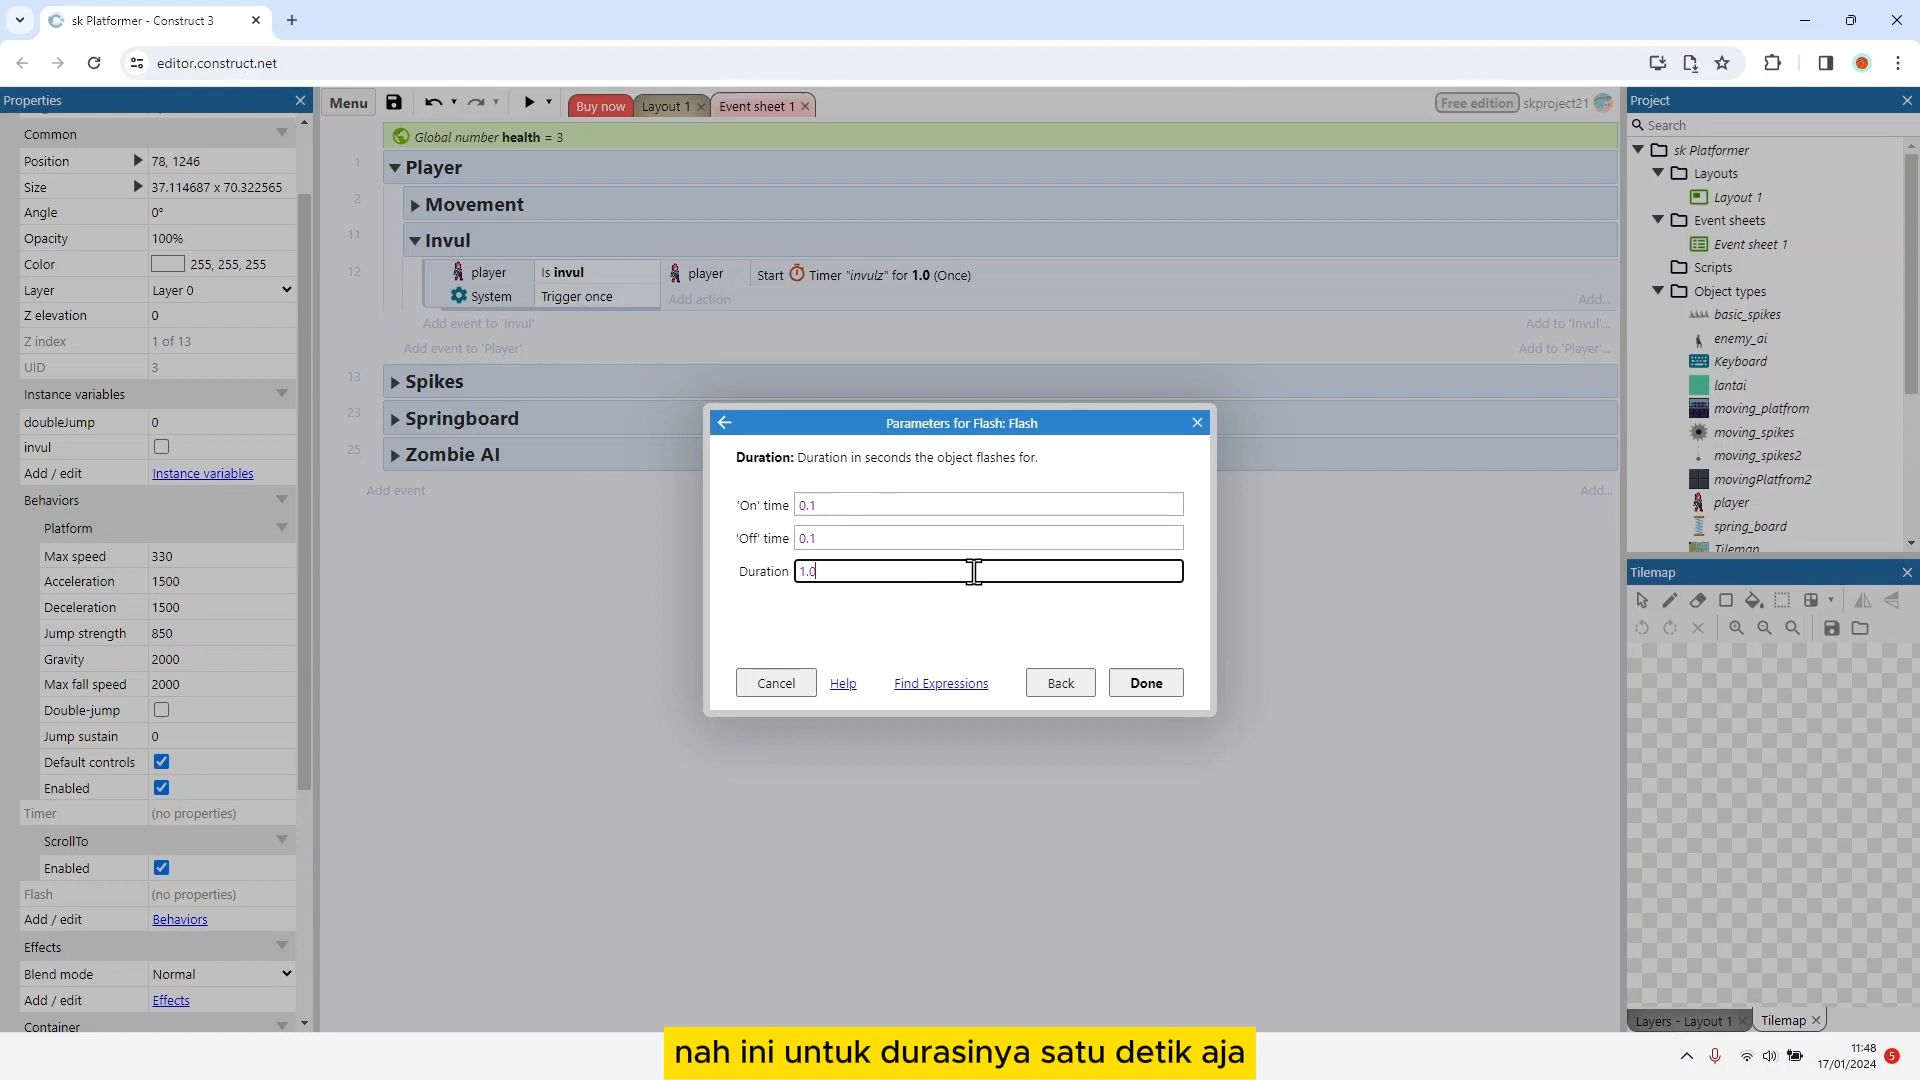 sk Platformer - Construct 3
editor.construct.net
Properties
Common
Position 78, 1246
Size 37.114687 x 70.322565
Angle 0°
Opacity 100%
Color 255, 255, 255
Layer Layer 0
Z elevation 0
Z index 1 of 13
UID 3
Instance variables
doubleJump 0
invul
Add / edit Instance variables
Behaviors
Platform
Max speed 330
Acceleration 1500
Deceleration 1500
Jump strength 850
Gravity 2000
Max fall speed 2000
Double-jump
Jump sustain 0
Default controls
Enabled
Timer (no properties)
ScrollTo
Enabled
Flash (no properties)
Add / edit Behaviors
Effects
Blend mode Normal
Add / edit Effects
Container
Menu Buy now Layout 1 Event sheet 1 Free edition skproject21
Global number health = 3
1 Player
2 Movement
11 Invul
12 player Is invul player Start Timer "invulz" for 1.0 (Once)
System Trigger once Add action Add...
Add event to 'Invul' Add to 'Invul'...
Add event to 'Player' Add to 'Player'...
13 Spikes
23 Springboard
25 Zombie AI
Add event Add...
Parameters for Flash: Flash
Duration: Duration in seconds the object flashes for.
'On' time 0.1
'Off' time 0.1
Duration 1.0
Cancel Help Find Expressions Back Done
Project
Search
sk Platformer
Layouts
Layout 1
Event sheets
Event sheet 1
Scripts
Object types
basic_spikes
enemy_ai
Keyboard
lantai
moving_platfrom
moving_spikes
moving_spikes2
movingPlatfrom2
player
spring_board
Tilemap
Tilemap
Layers - Layout 1 Tilemap
nah ini untuk durasinya satu detik aja
11:48
17/01/2024 5